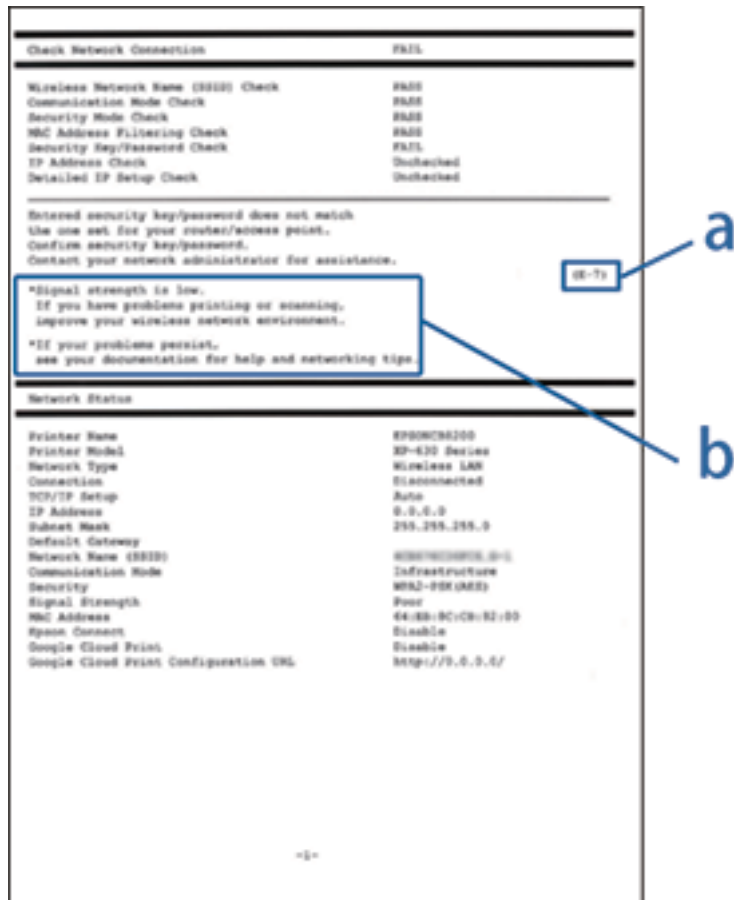 Check Network Connection FAIL
Wireless Network Name (SSID) Check PASS
Communication Mode Check PASS
Security Mode Check PASS
MAC Address Filtering Check PASS
Security Key/Password Check FAIL
IP Address Check Unchecked
Detailed IP Setup Check Unchecked
Entered security key/password does not match
the one set for your router/access point.
Confirm security key/password.
Contact your network administrator for assistance.
a
(E-7)
*Signal strength is low.
If you have problems printing or scanning,
improve your wireless network environment.
*If your problems persist,
see your documentation for help and networking tips.
b
Network Status
Printer Name
Printer Model XP-630 Series
Network Type Wireless LAN
Connection Disconnected
TCP/IP Setup Auto
IP Address 0.0.0.0
Subnet Mask 255.255.255.0
Default Gateway
Network Name (SSID)
Communication Mode Infrastructure
Security WPA2-PSK(AES)
Signal Strength Poor
MAC Address
Epson Connect Disable
Google Cloud Print Disable
Google Cloud Print Configuration URL http://0.0.0.0/
-1-